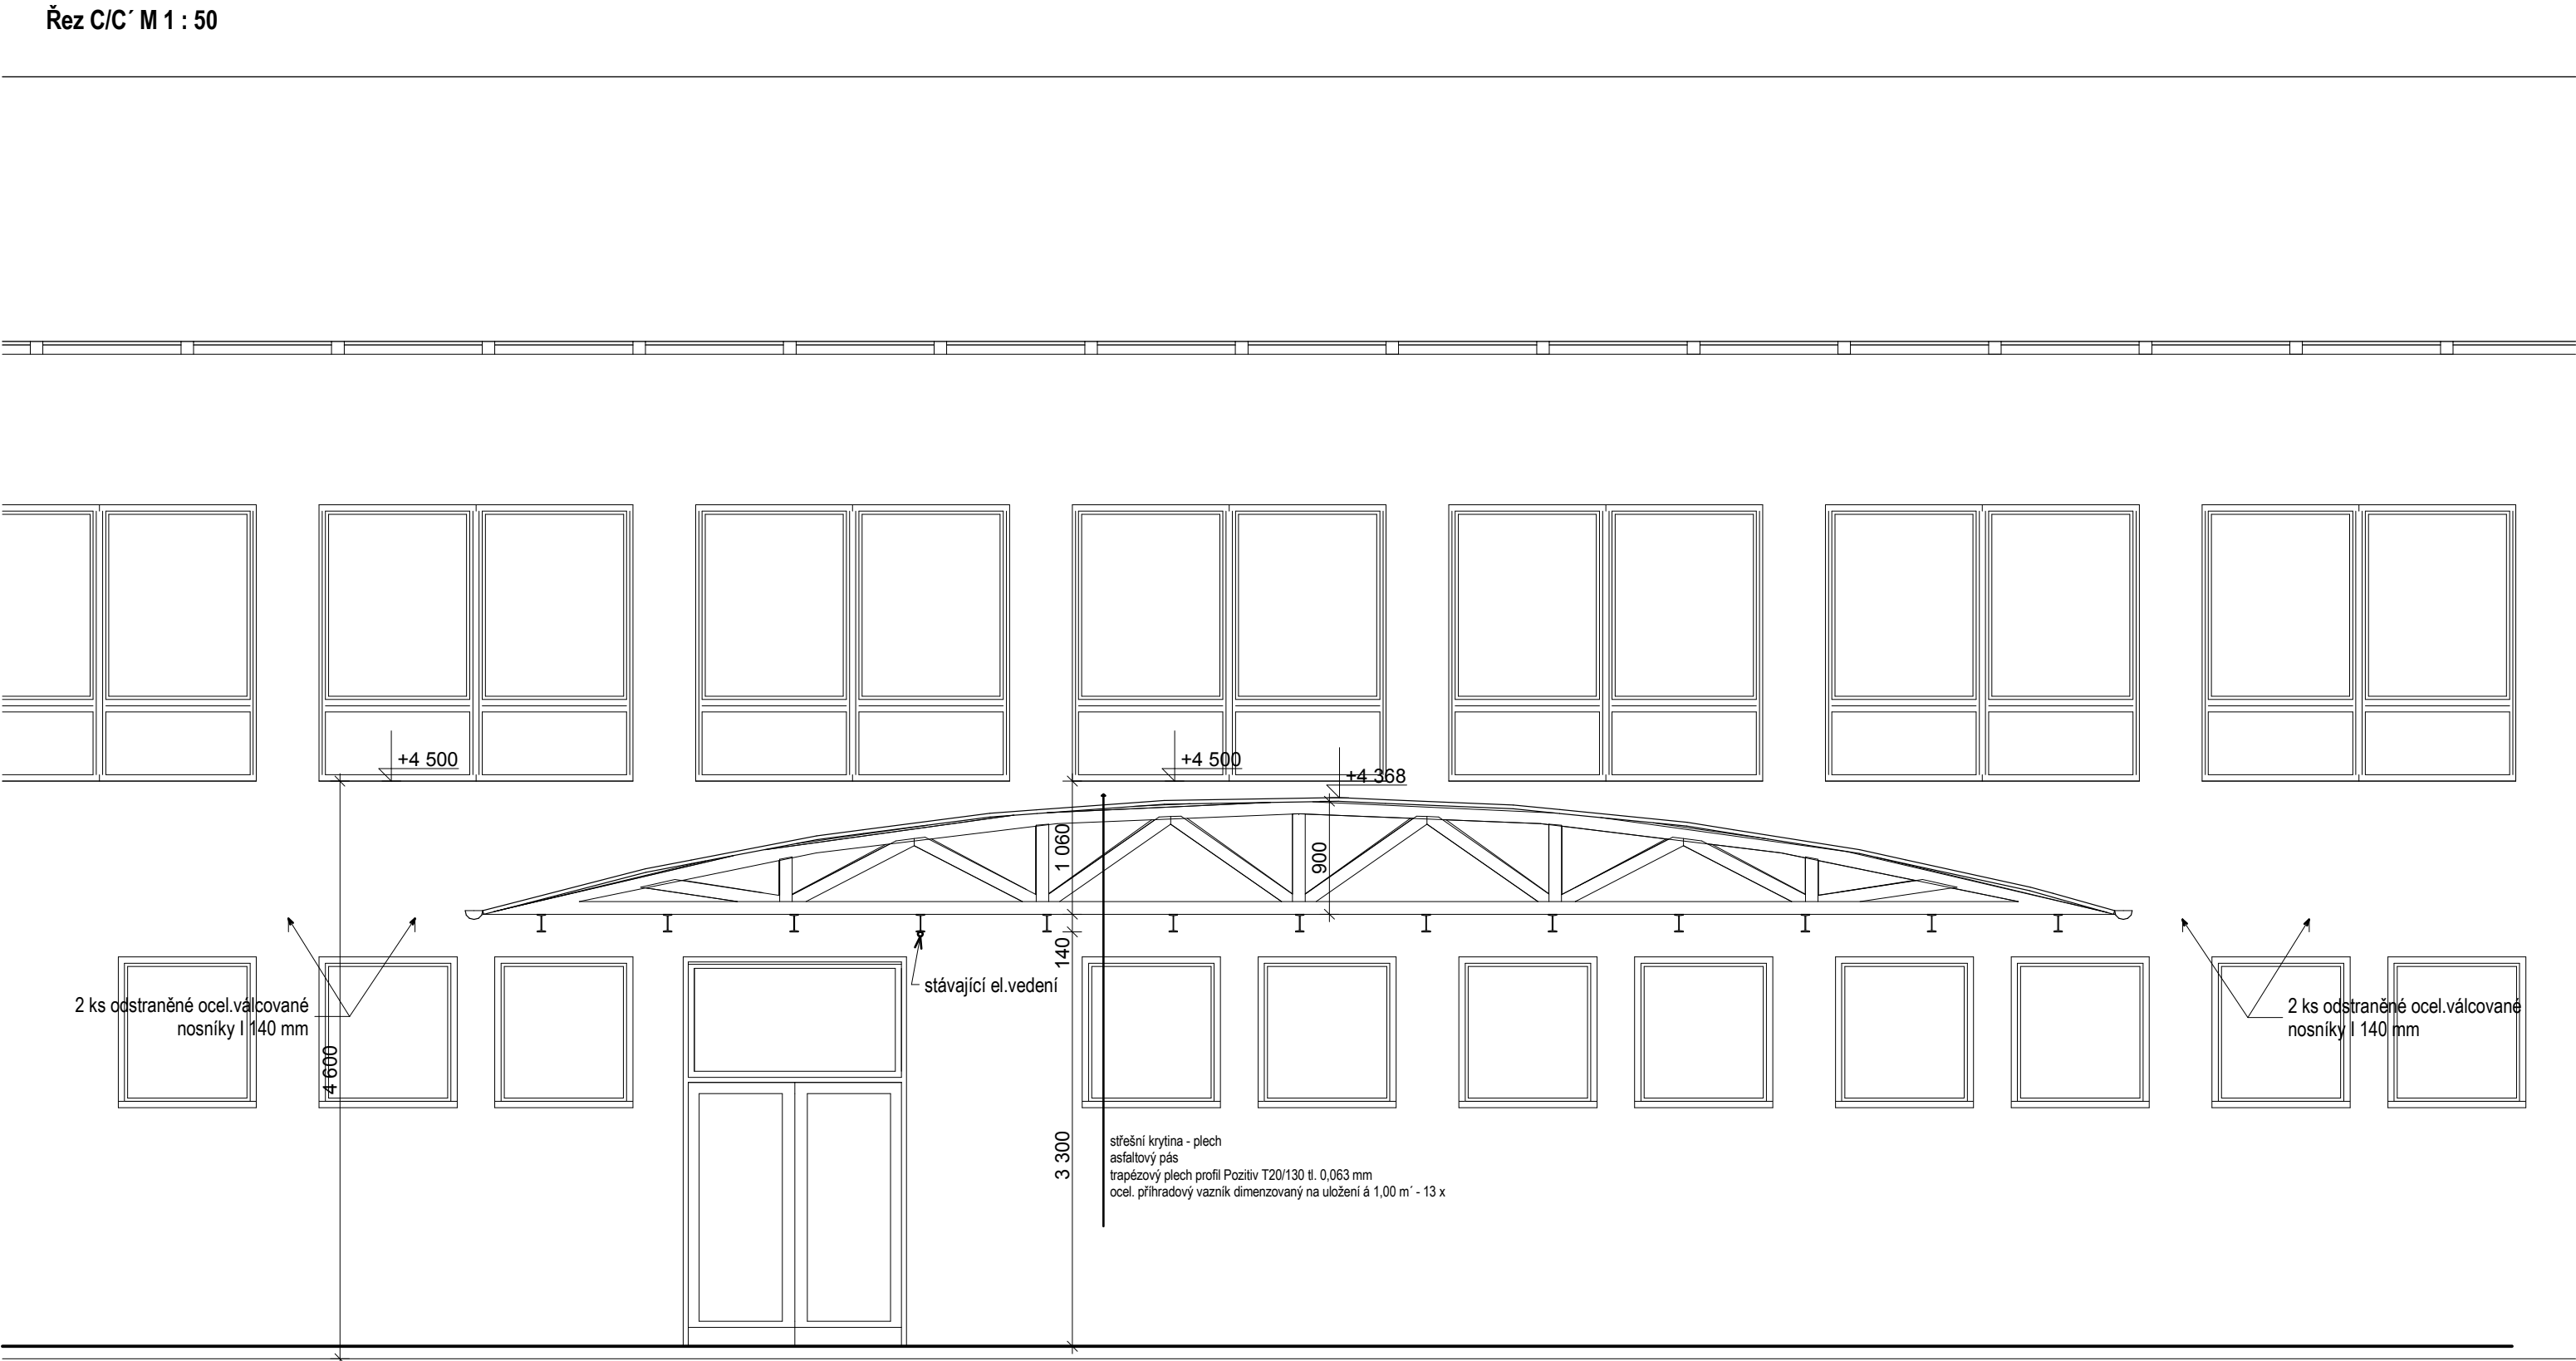 Řez C/C´ M 1 : 50
+4 500
+4 500
+4 368
1 060
900
140
stávající el.vedení
2 ks odstraněné ocel.válcované
nosníky I 140 mm
2 ks odstraněné ocel.válcované
nosníky I 140 mm
4 600
3 300
střešní krytina - plech
asfaltový pás
trapézový plech profil Pozitiv T20/130 tl. 0,063 mm
ocel. příhradový vazník dimenzovaný na uložení á 1,00 m´ - 13 x